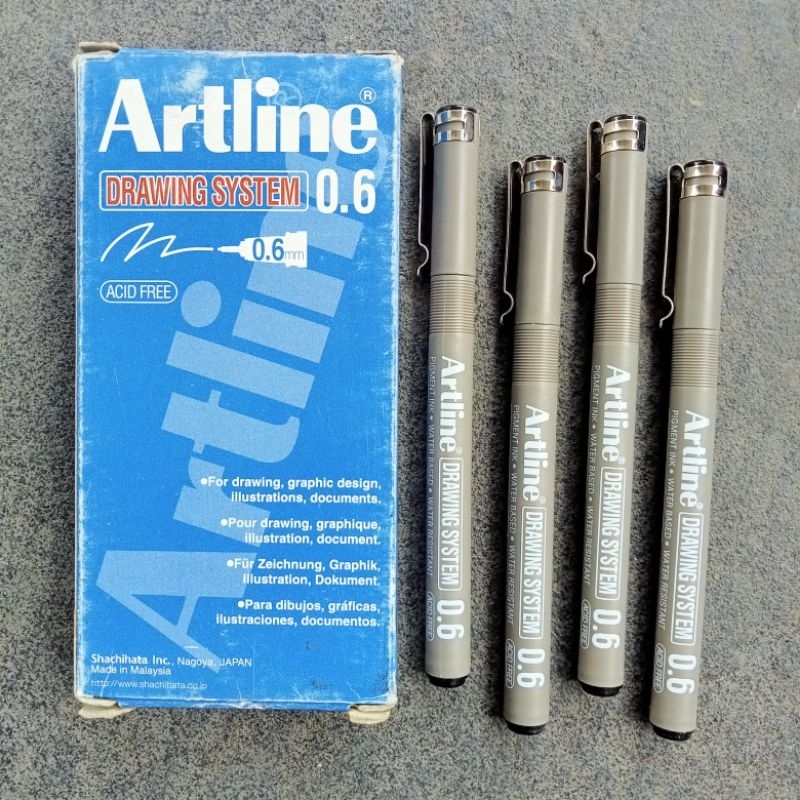 Artline®
DRAWING SYSTEM 0.6
0.6mm
ACID FREE
Artline
•For drawing, graphic design,
illustrations, documents.
•Pour drawing, graphique,
illustration, document.
•Für Zeichnung, Graphik,
Illustration, Dokument.
•Para dibujos, gráficas,
ilustraciones, documentos.
Shachihata Inc., Nagoya, JAPAN
Made in Malaysia
http://www.shachihata.co.jp
Artline® DRAWING SYSTEM 0.6
PIGMENT INK • WATER BASED • WATER RESISTANT ACID FREE
Artline® DRAWING SYSTEM 0.6
PIGMENT INK • WATER BASED • WATER RESISTANT ACID FREE
Artline® DRAWING SYSTEM 0.6
PIGMENT INK • WATER BASED • WATER RESISTANT ACID FREE
Artline® DRAWING SYSTEM 0.6
PIGMENT INK • WATER BASED • WATER RESISTANT ACID FREE